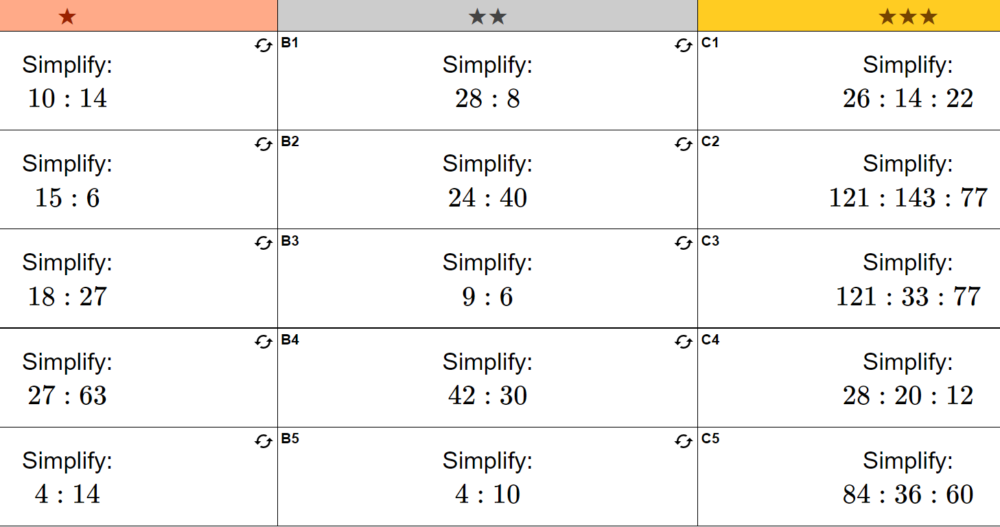 ★ ★★ ★★★
Simplify: B1 Simplify: C1 Simplify:
10 : 14 28 : 8 26 : 14 : 22
Simplify: B2 Simplify: C2 Simplify:
15 : 6 24 : 40 121 : 143 : 77
Simplify: B3 Simplify: C3 Simplify:
18 : 27 9 : 6 121 : 33 : 77
Simplify: B4 Simplify: C4 Simplify:
27 : 63 42 : 30 28 : 20 : 12
Simplify: B5 Simplify: C5 Simplify:
4 : 14 4 : 10 84 : 36 : 60